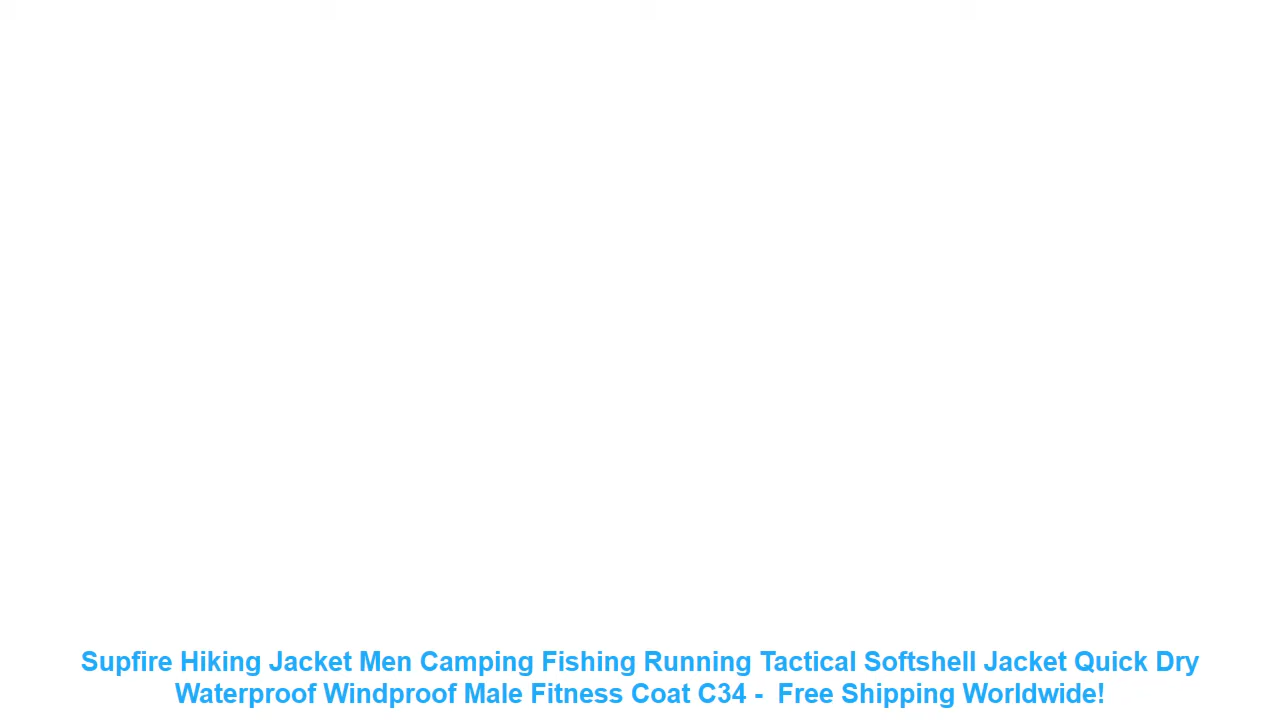 Supfire Hiking Jacket Men Camping Fishing Running Tactical Softshell Jacket Quick Dry
Waterproof Windproof Male Fitness Coat C34 -  Free Shipping Worldwide!